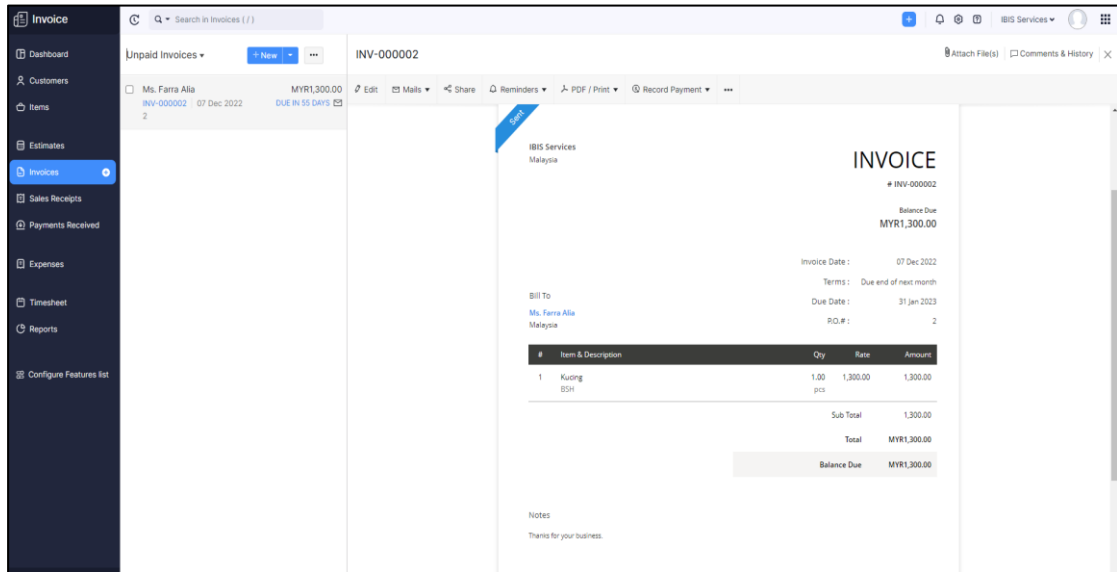 Invoice
Search in Invoices ( / )
IBIS Services
Dashboard
Customers
Items
Estimates
Invoices
Sales Receipts
Payments Received
Expenses
Timesheet
Reports
Configure Features list
Unpaid Invoices
+ New
Ms. Farra Alia MYR1,300.00
INV-000002 07 Dec 2022 DUE IN 55 DAYS
2
INV-000002
Attach File(s) Comments & History
Edit Mails Share Reminders PDF / Print Record Payment
Sent
IBIS Services
Malaysia
INVOICE
# INV-000002
Balance Due
MYR1,300.00
Invoice Date : 07 Dec 2022
Terms : Due end of next month
Due Date : 31 Jan 2023
P.O.# : 2
Bill To
Ms. Farra Alia
Malaysia
# Item & Description Qty Rate Amount
1 Kucing 1.00 1,300.00 1,300.00
BSH pcs
Sub Total 1,300.00
Total MYR1,300.00
Balance Due MYR1,300.00
Notes
Thanks for your business.